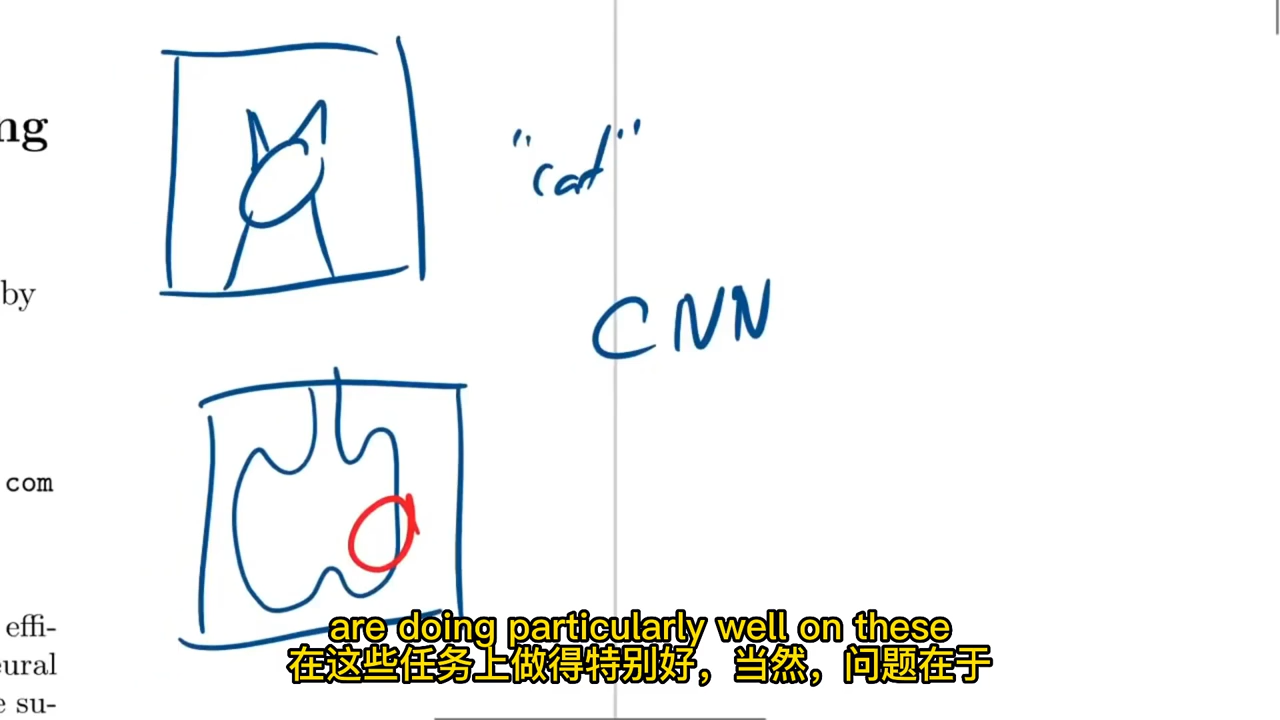 ng
"cat"
by
CNN
com
effi-
eural
e su-
are doing particularly well on these
在这些任务上做得特别好，当然，问题在于